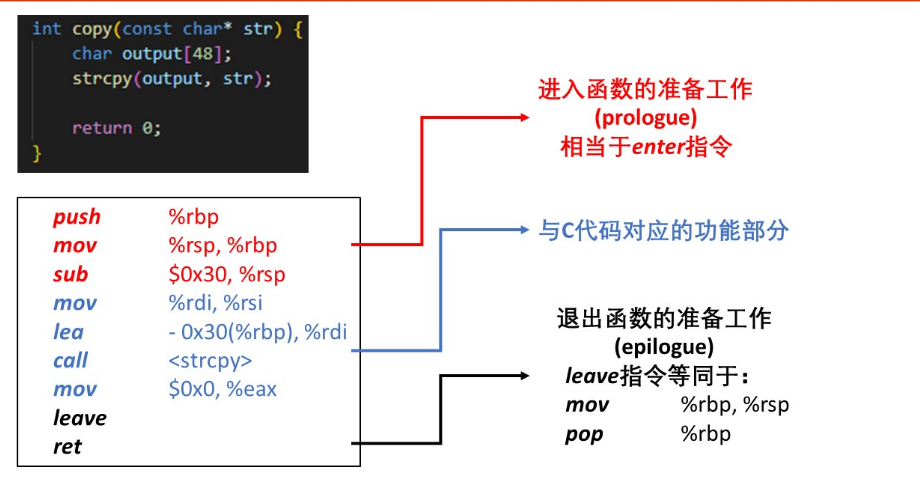 int copy(const char* str) {
char output[48];
strcpy(output, str);
return 0;
}
进入函数的准备工作
(prologue)
相当于enter指令
push %rbp
mov %rsp, %rbp
sub $0x30, %rsp
mov %rdi, %rsi
lea - 0x30(%rbp), %rdi
call <strcpy>
mov $0x0, %eax
leave
ret
与C代码对应的功能部分
退出函数的准备工作
(epilogue)
leave指令等同于：
mov %rbp, %rsp
pop %rbp